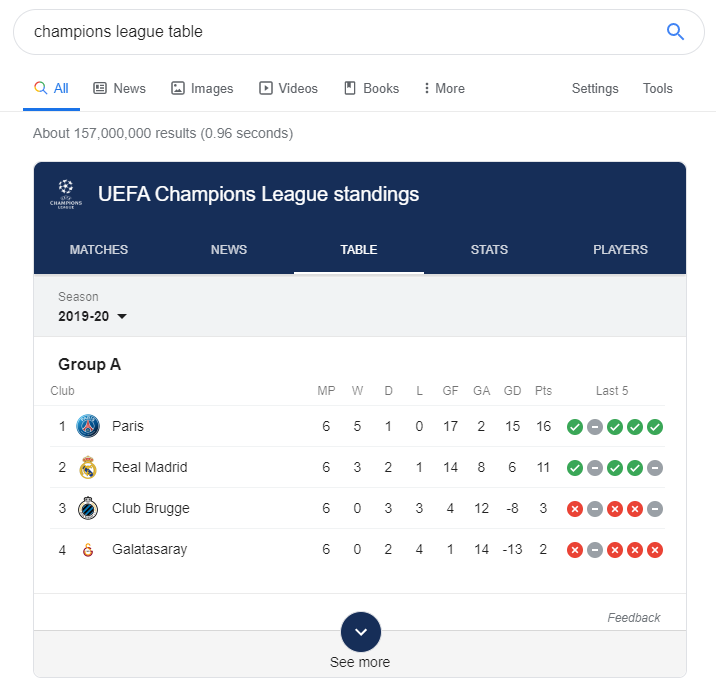 champions league table
All News Images Videos Books More Settings Tools
About 157,000,000 results (0.96 seconds)
UEFA Champions League standings
CHAMPIONS
LEAGUE
MATCHES NEWS TABLE STATS PLAYERS
Season
2019-20
Group A
Club MP W D L GF GA GD Pts Last 5
1 Paris 6 5 1 0 17 2 15 16
2 Real Madrid 6 3 2 1 14 8 6 11
3 Club Brugge 6 0 3 3 4 12 -8 3
4 Galatasaray 6 0 2 4 1 14 -13 2
Feedback
See more